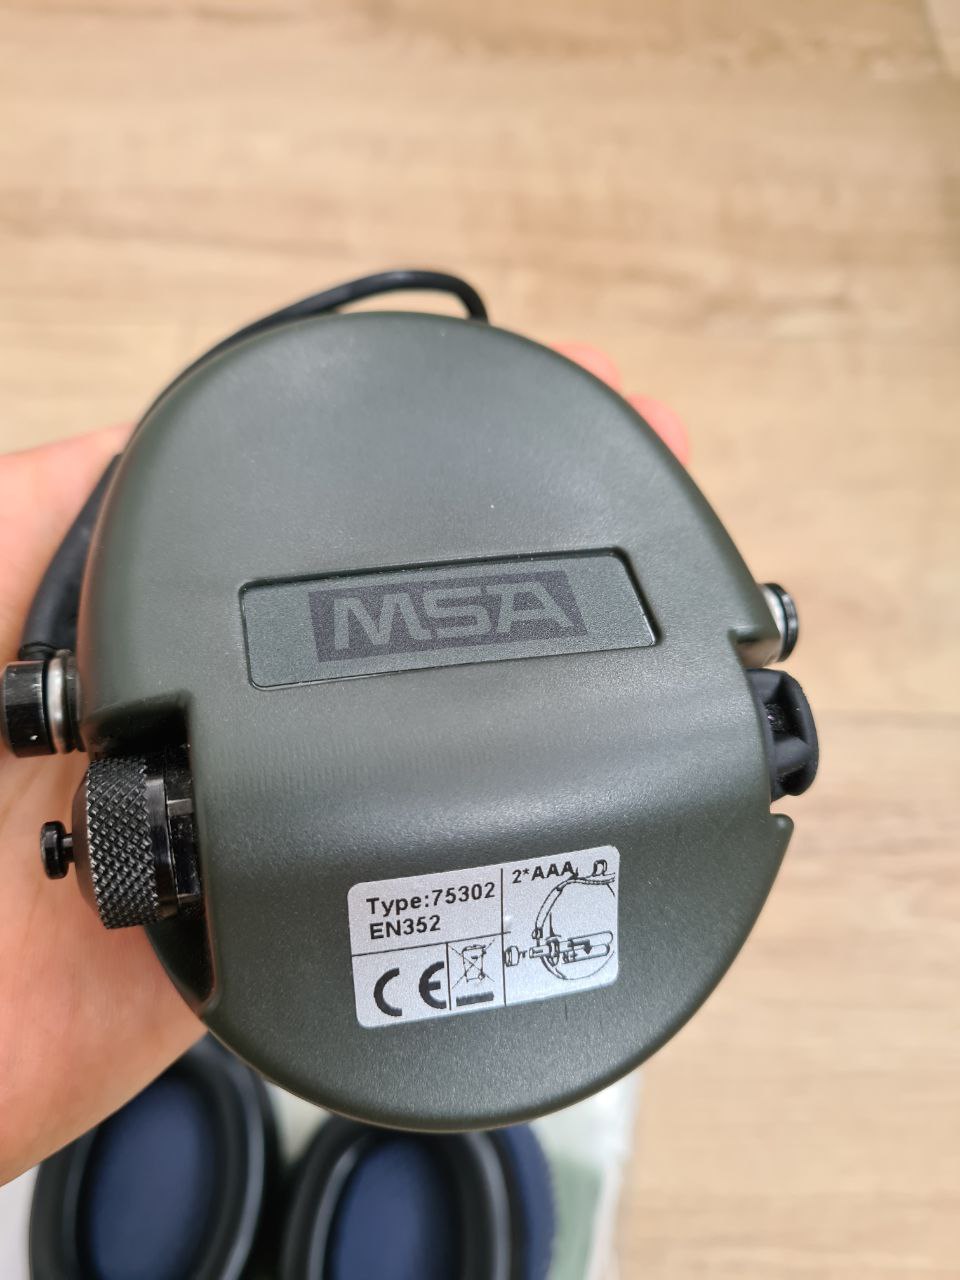 MSA
Type:75302
EN352
2*AAA
CE